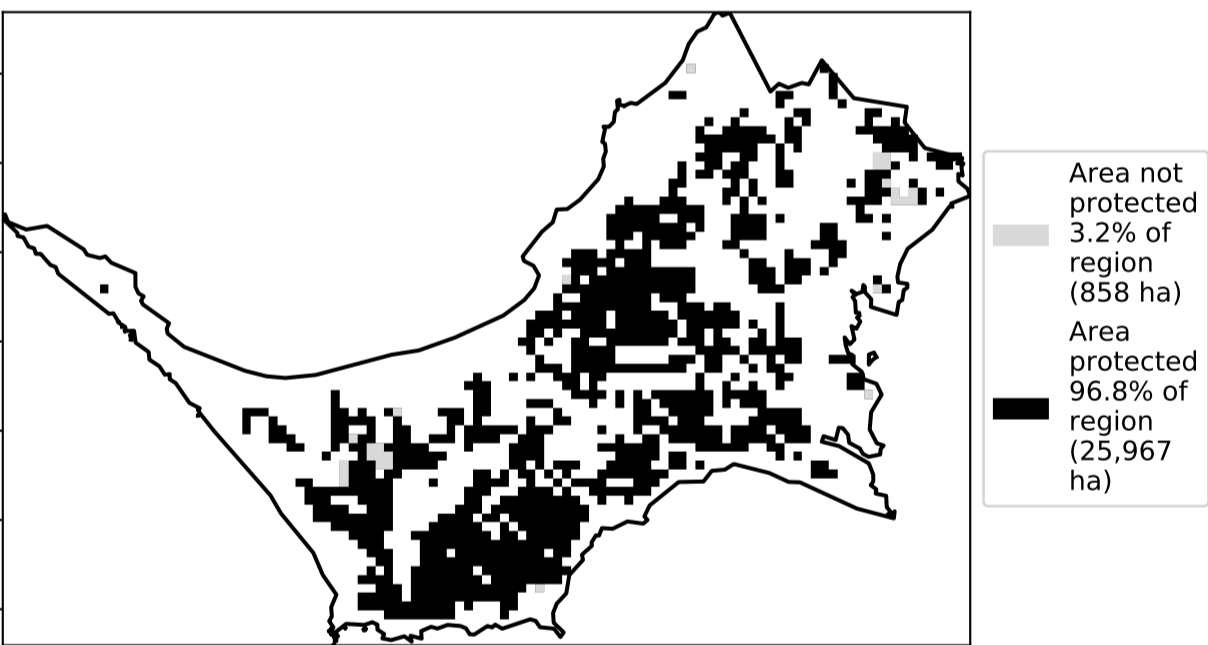 Area not
protected
3.2% of
region
(858 ha)
Area
protected
96.8% of
region
(25,967
ha)